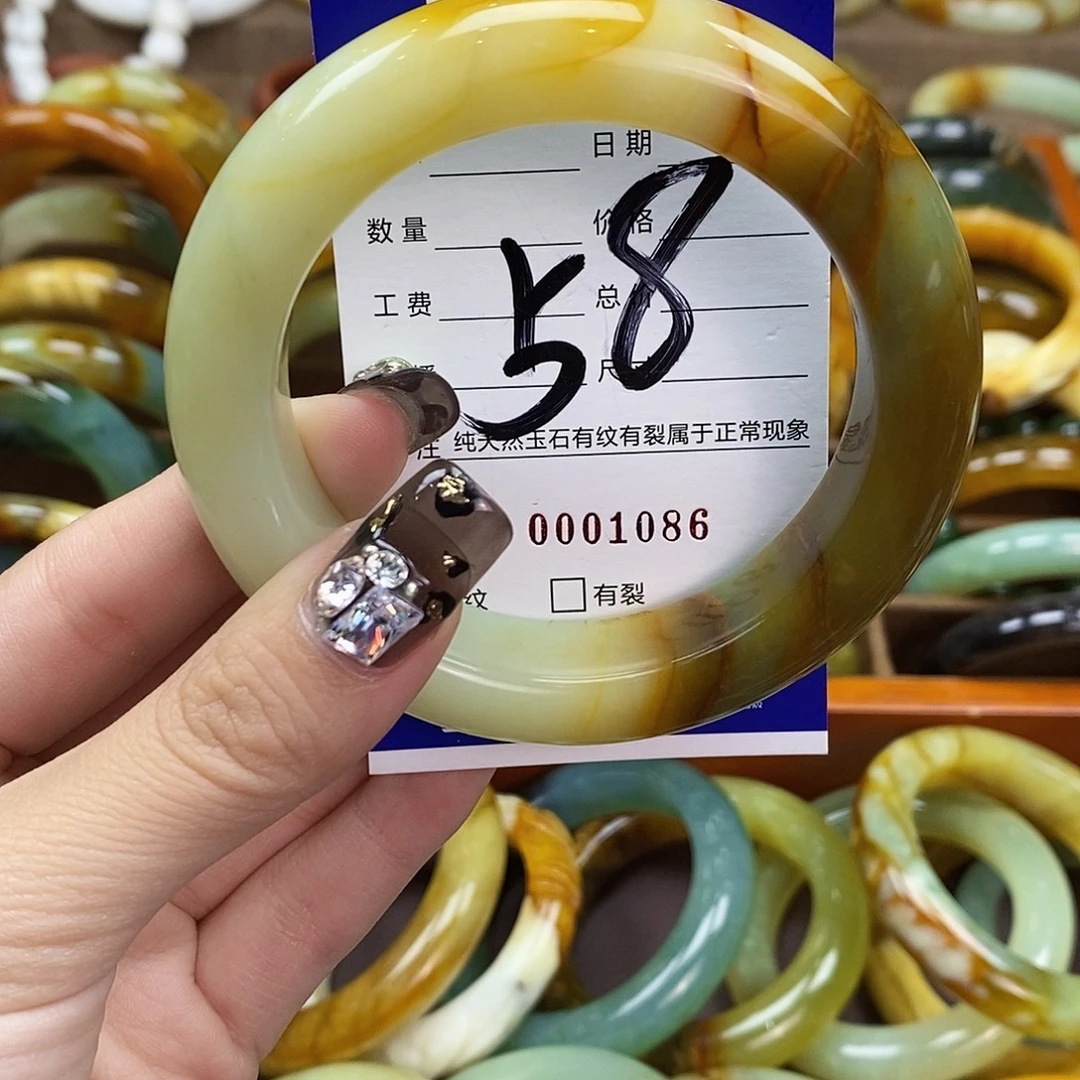 日期
数量 价格
58
工费 总
尺
注 纯天然玉石有纹有裂属于正常现象
0001086
纹 有裂